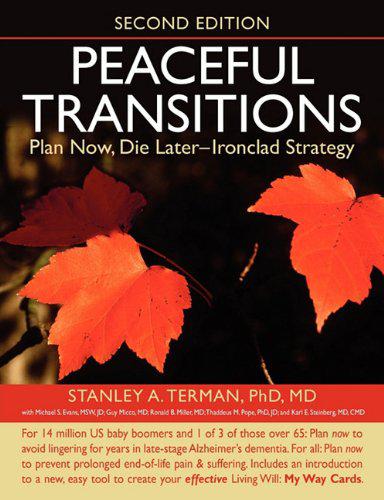 SECOND EDITION
PEACEFUL
TRANSITIONS
Plan Now, Die Later–Ironclad Strategy
STANLEY A. TERMAN, PhD, MD
with Michael S. Evans, MSW, JD; Guy Micco, MD; Ronald B. Miller, MD; Thaddeus M. Pope, PhD, JD; and Karl E. Steinberg, MD, CMD
For 14 million US baby boomers and 1 of 3 of those over 65: Plan now to
avoid lingering for years in late-stage Alzheimer's dementia. For all: Plan now
to prevent prolonged end-of-life pain & suffering. Includes an introduction
to a new, easy tool to create your effective Living Will: My Way Cards.